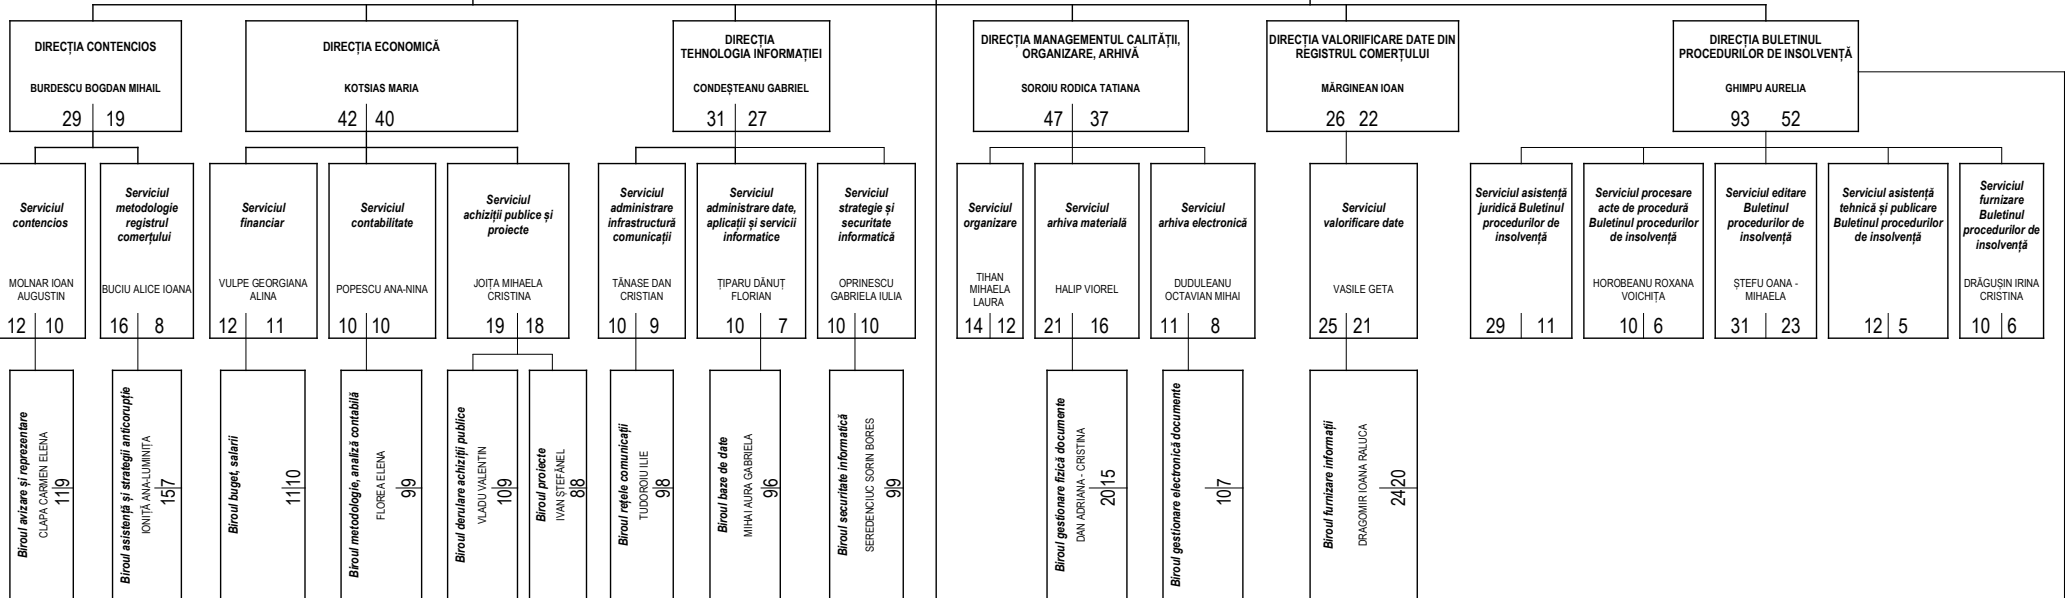 DIRECȚIA CONTENCIOS
BURDESCU BOGDAN MIHAIL
29 19
DIRECȚIA ECONOMICĂ
KOTSIAS MARIA
42 40
DIRECȚIA
TEHNOLOGIA INFORMAȚIEI
CONDEȘTEANU GABRIEL
31 27
DIRECȚIA MANAGEMENTUL CALITĂȚII,
ORGANIZARE, ARHIVĂ
SOROIU RODICA TATIANA
47 37
DIRECȚIA VALORIIFICARE DATE DIN
REGISTRUL COMERȚULUI
MĂRGINEAN IOAN
26 22
DIRECȚIA BULETINUL
PROCEDURILOR DE INSOLVENȚĂ
GHIMPU AURELIA
93 52
Serviciul
contencios
MOLNAR IOAN
AUGUSTIN
12 10
Serviciul
metodologie
registrul
comerțului
BUCIU ALICE IOANA
16 8
Serviciul
financiar
VULPE GEORGIANA
ALINA
12 11
Serviciul
contabilitate
POPESCU ANA-NINA
10 10
Serviciul
achiziții publice și
proiecte
JOIȚA MIHAELA
CRISTINA
19 18
Serviciul
administrare
infrastructură
comunicații
TĂNASE DAN
CRISTIAN
10 9
Serviciul
administrare date,
aplicații și servicii
informatice
ȚIPARU DĂNUȚ
FLORIAN
10 7
Serviciul
strategie și
securitate
informatică
OPRINESCU
GABRIELA IULIA
10 10
Serviciul
organizare
TIHAN
MIHAELA
LAURA
14 12
Serviciul
arhiva materială
HALIP VIOREL
21 16
Serviciul
arhiva electronică
DUDULEANU
OCTAVIAN MIHAI
11 8
Serviciul
valorificare date
VASILE GETA
25 21
Serviciul asistență
juridică Buletinul
procedurilor de
insolvență
29 11
Serviciul procesare
acte de procedură
Buletinul procedurilor
de insolvență
HOROBEANU ROXANA
VOICHIȚA
10 6
Serviciul editare
Buletinul
procedurilor de
insolvență
ȘTEFU OANA -
MIHAELA
31 23
Serviciul asistență
tehnică și publicare
Buletinul procedurilor
de insolvență
12 5
Serviciul
furnizare
Buletinul
procedurilor de
insolvență
DRĂGUȘIN IRINA
CRISTINA
10 6
Biroul avizare și reprezentare
CLAPA CARMEN ELENA
11 9
Biroul asistență și strategii anticorupție
IONIȚĂ ANA-LUMINIȚA
15 7
Biroul buget, salarii
11 10
Biroul metodologie, analiză contabilă
FLOREA ELENA
9 9
Biroul derulare achiziții publice
VLADU VALENTIN
10 9
Biroul proiecte
IVAN ȘTEFĂNEL
8 8
Biroul rețele comunicații
TUDOROIU ILIE
9 8
Biroul baze de date
MIHAI AURA GABRIELA
9 6
Biroul securitate informatică
SEREDENCIUC SORIN BORES
9 9
Biroul gestionare fizică documente
DAN ADRIANA - CRISTINA
20 15
Biroul gestionare electronică documente
10 7
Biroul furnizare informații
DRAGOMIR IOANA RALUCA
24 20